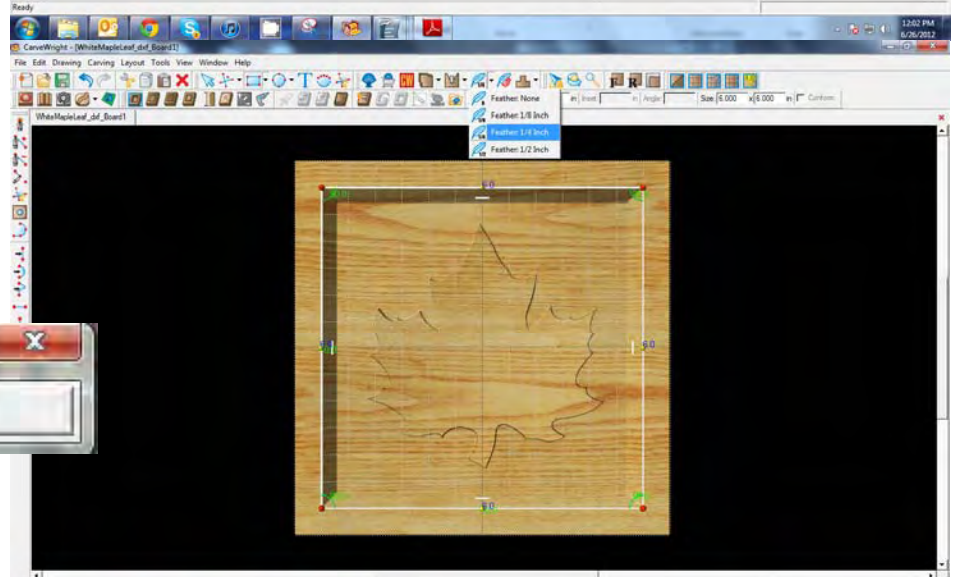 Ready
12:02 PM
6/26/2012
CarveWright - [WhiteMapleLeaf_dxf_Board1]
File Edit Drawing Carving Layout Tools View Window Help
Feather: None
in Inset
in Angle
Size 6.000 x 6.000 in Conform
WhiteMapleLeaf_dxf_Board1
Feather: 1/8 Inch
Feather: 1/4 Inch
Feather: 1/2 Inch
6.0
6.0
6.0